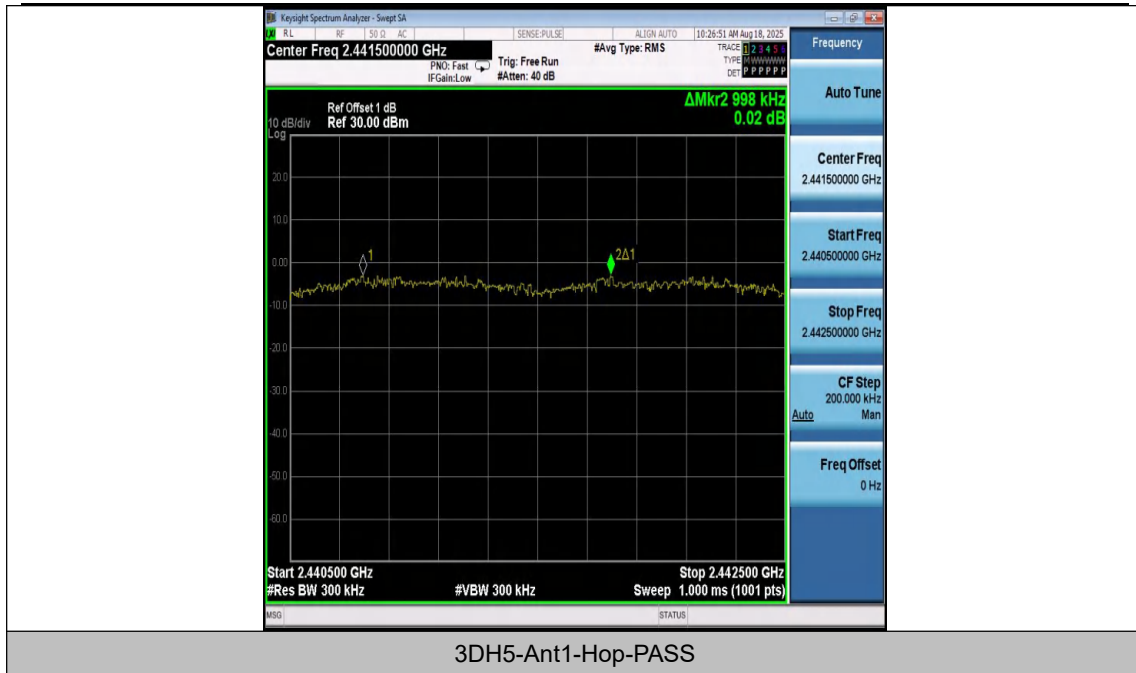 Keysight Spectrum Analyzer - Swept SA
RL RF 50 Ω AC SENSE:PULSE ALIGN AUTO 10:26:51 AM Aug 18, 2025
Center Freq 2.441500000 GHz #Avg Type: RMS TRACE 1 2 3 4 5 6
PNO: Fast Trig: Free Run TYPE M WWWWW
IFGain:Low #Atten: 40 dB DET P P P P P P
Frequency
ΔMkr2 998 kHz
0.02 dB
Ref Offset 1 dB
10 dB/div Ref 30.00 dBm
Log
20.0
10.0
0.00
-10.0
-20.0
-30.0
-40.0
-50.0
-60.0
1
2Δ1
Start 2.440500 GHz Stop 2.442500 GHz
#Res BW 300 kHz #VBW 300 kHz Sweep 1.000 ms (1001 pts)
Auto Tune
Center Freq
2.441500000 GHz
Start Freq
2.440500000 GHz
Stop Freq
2.442500000 GHz
CF Step
200.000 kHz
Auto Man
Freq Offset
0 Hz
MSG STATUS
3DH5-Ant1-Hop-PASS